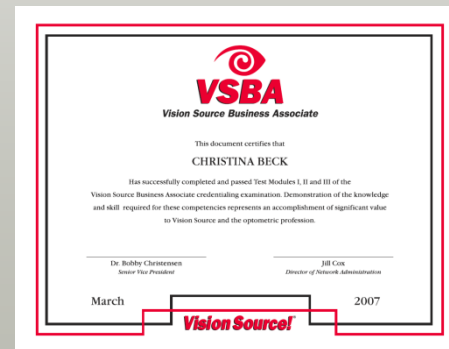 VSBA
Vision Source Business Associate
This document certifies that
CHRISTINA BECK
Has successfully completed and passed Test Modules I, II and III of the
Vision Source Business Associate credentialing examination. Demonstration of the knowledge
and skill required for these competencies represents an accomplishment of significant value
to Vision Source and the optometric profession.
Dr. Bobby Christensen
Senior Vice President
Jill Cox
Director of Network Administration
March
2007
Vision Source!